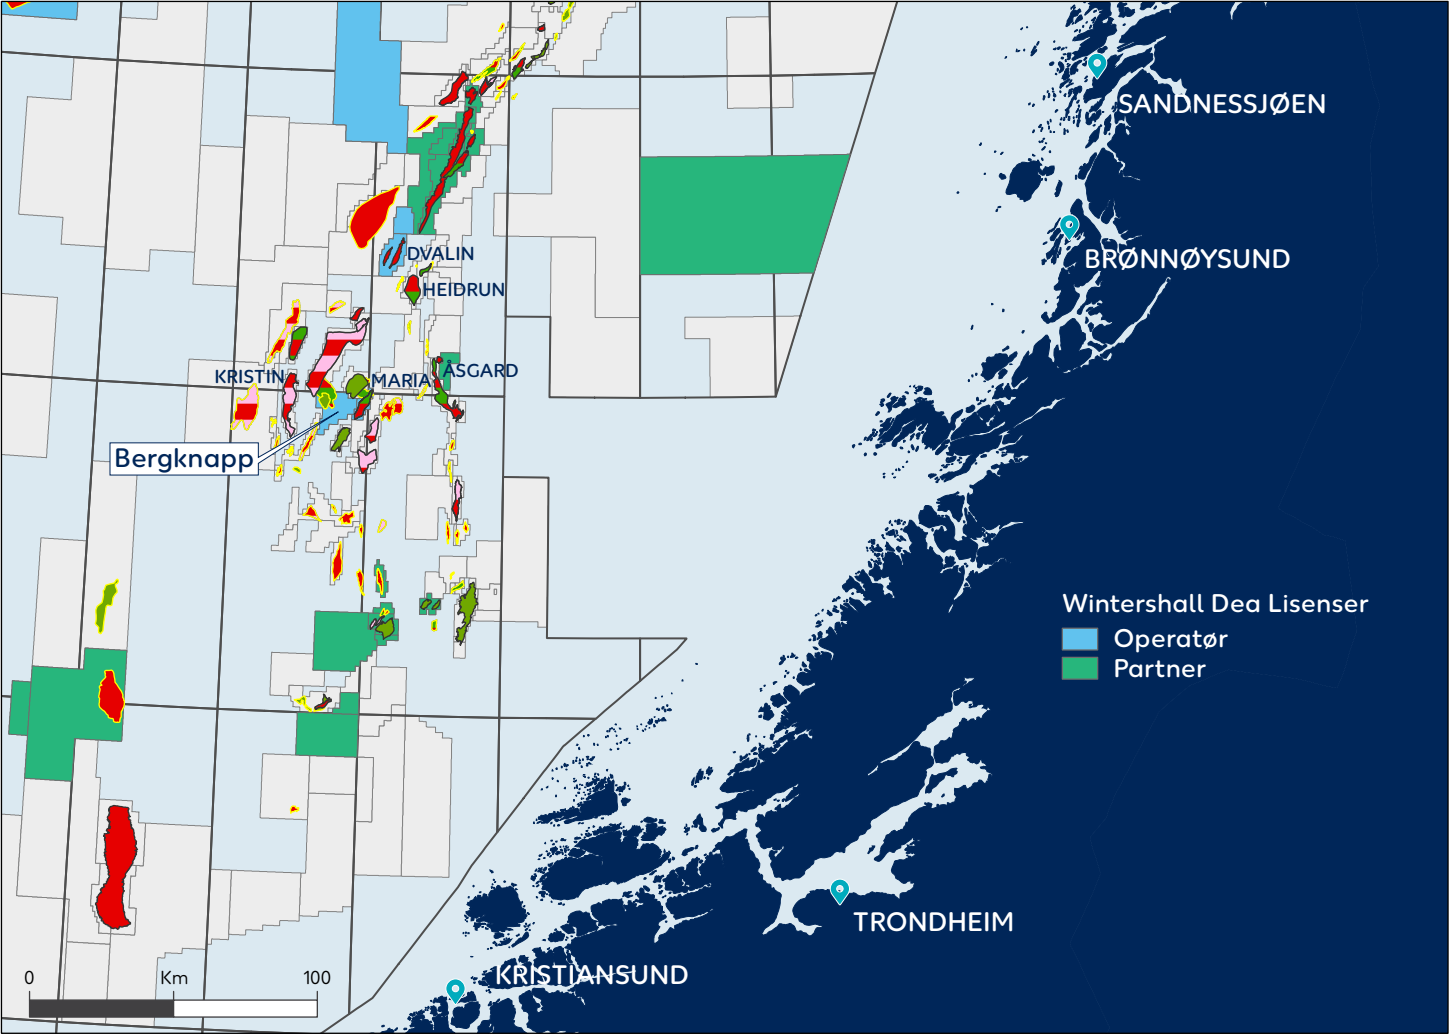 SANDNESSJØEN
BRØNNØYSUND
DVALIN
HEIDRUN
ÅSGARD
KRISTIN
MARIA
Bergknapp
Wintershall Dea Lisenser
Operatør
Partner
TRONDHEIM
KRISTIANSUND
0 Km 100